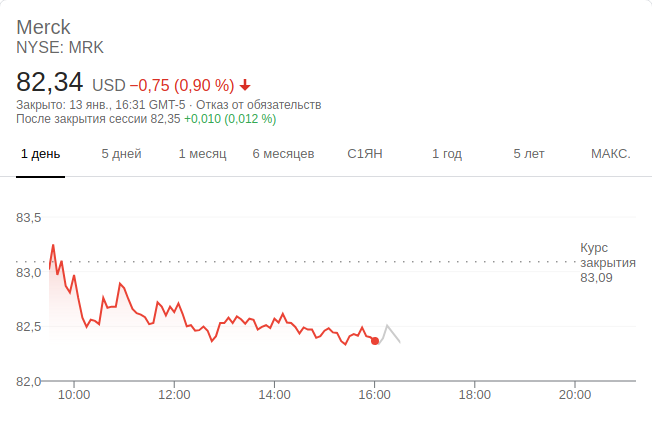 Merck
NYSE: MRK
82,34 USD −0,75 (0,90 %)
Закрыто: 13 янв., 16:31 GMT-5 · Отказ от обязательств
После закрытия сессии 82,35 +0,010 (0,012 %)
1 день 5 дней 1 месяц 6 месяцев С1ЯН 1 год 5 лет МАКС.
83,5
Курс
закрытия
83,09
83,0
82,5
82,0
10:00 12:00 14:00 16:00 18:00 20:00